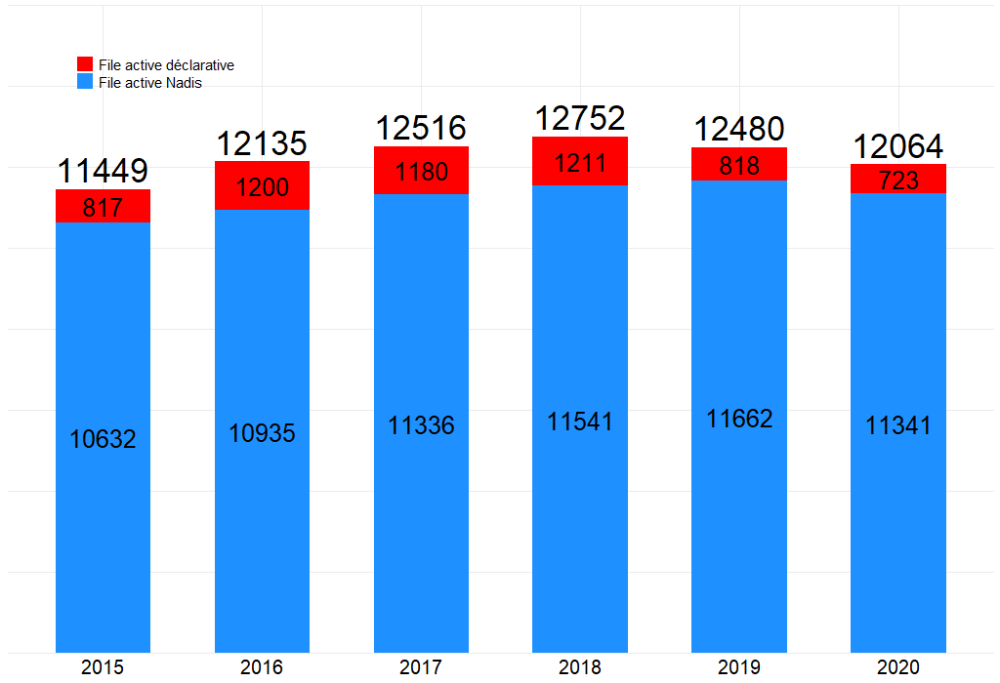 File active déclarative
File active Nadis
11449 12135 12516 12752 12480 12064
817 1200 1180 1211 818 723
10632 10935 11336 11541 11662 11341
2015 2016 2017 2018 2019 2020